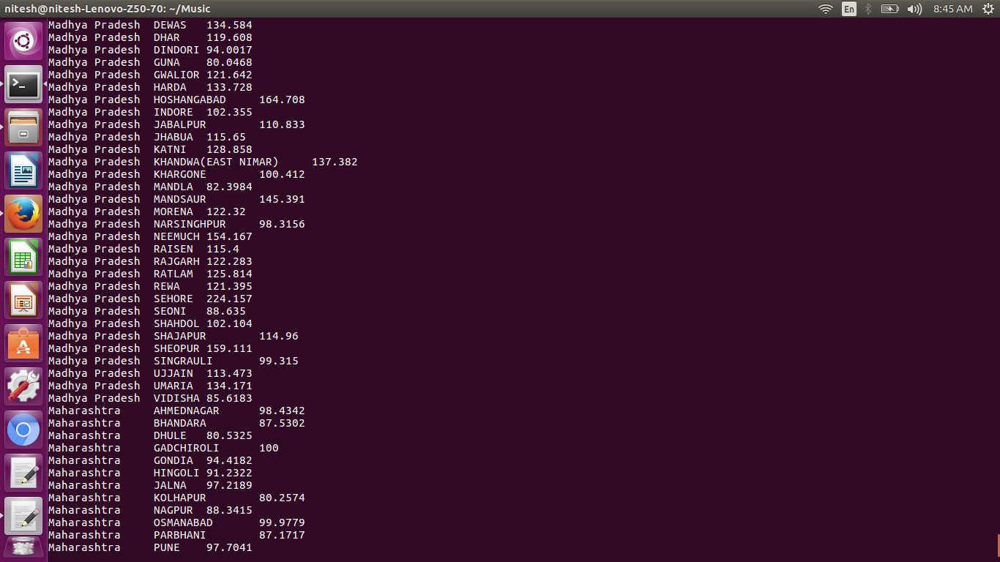 nitesh@nitesh-Lenovo-Z50-70: ~/Music En 8:45 AM
Madhya Pradesh DEWAS 134.584
Madhya Pradesh DHAR 119.608
Madhya Pradesh DINDORI 94.0017
Madhya Pradesh GUNA 80.0468
Madhya Pradesh GWALIOR 121.642
Madhya Pradesh HARDA 133.728
Madhya Pradesh HOSHANGABAD 164.708
Madhya Pradesh INDORE 102.355
Madhya Pradesh JABALPUR 110.833
Madhya Pradesh JHABUA 115.65
Madhya Pradesh KATNI 128.858
Madhya Pradesh KHANDWA(EAST NIMAR) 137.382
Madhya Pradesh KHARGONE 100.412
Madhya Pradesh MANDLA 82.3984
Madhya Pradesh MANDSAUR 145.391
Madhya Pradesh MORENA 122.32
Madhya Pradesh NARSINGHPUR 98.3156
Madhya Pradesh NEEMUCH 154.167
Madhya Pradesh RAISEN 115.4
Madhya Pradesh RAJGARH 122.283
Madhya Pradesh RATLAM 125.814
Madhya Pradesh REWA 121.395
Madhya Pradesh SEHORE 224.157
Madhya Pradesh SEONI 88.635
Madhya Pradesh SHAHDOL 102.104
Madhya Pradesh SHAJAPUR 114.96
Madhya Pradesh SHEOPUR 159.111
Madhya Pradesh SINGRAULI 99.315
Madhya Pradesh UJJAIN 113.473
Madhya Pradesh UMARIA 134.171
Madhya Pradesh VIDISHA 85.6183
Maharashtra AHMEDNAGAR 98.4342
Maharashtra BHANDARA 87.5302
Maharashtra DHULE 80.5325
Maharashtra GADCHIROLI 100
Maharashtra GONDIA 94.4182
Maharashtra HINGOLI 91.2322
Maharashtra JALNA 97.2189
Maharashtra KOLHAPUR 80.2574
Maharashtra NAGPUR 88.3415
Maharashtra OSMANABAD 99.9779
Maharashtra PARBHANI 87.1717
Maharashtra PUNE 97.7041